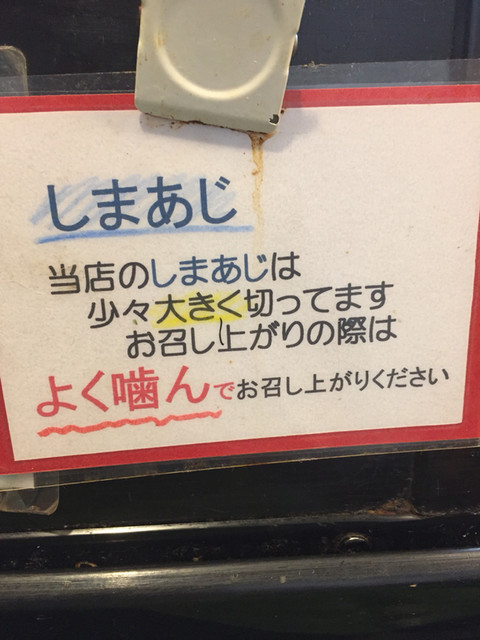 しまあじ
当店のしまあじは
少々大きく切ってます
お召し上がりの際は
よく噛んでお召し上がりください